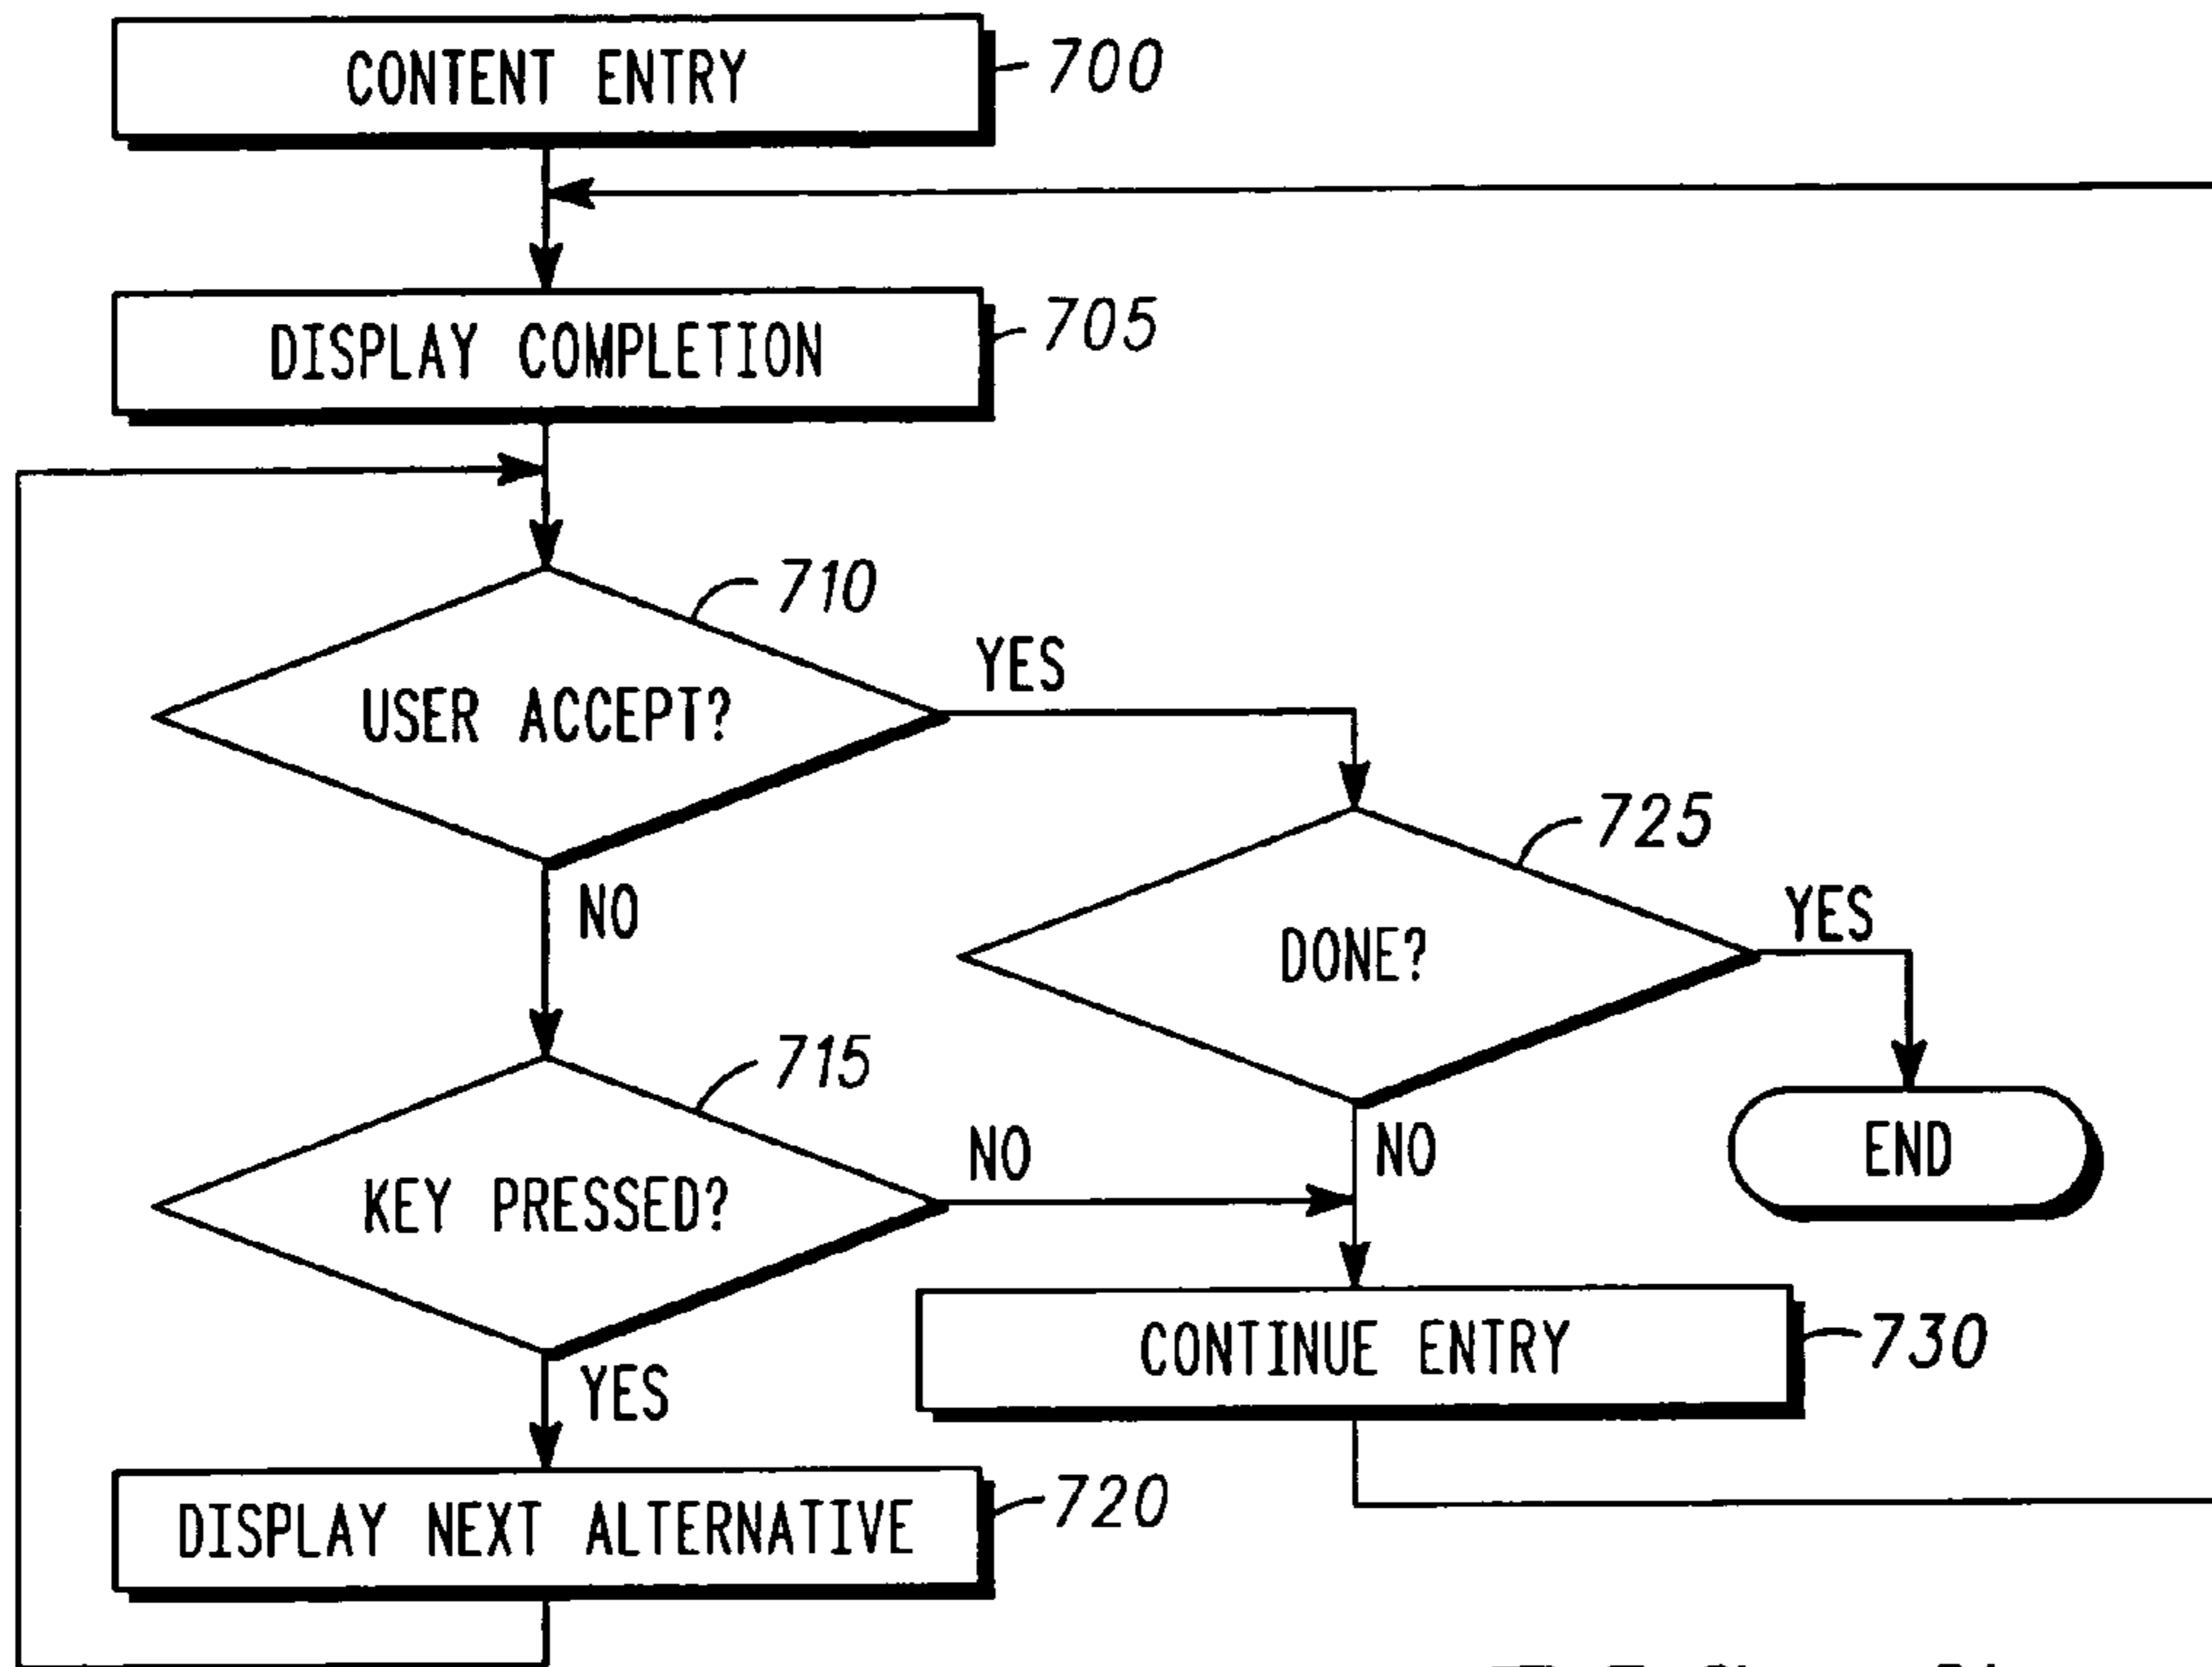 CONTENT ENTRY
700
DISPLAY COMPLETION
705
710
USER ACCEPT?
YES
NO
725
DONE?
YES
NO
END
715
KEY PRESSED?
NO
YES
CONTINUE ENTRY
730
DISPLAY NEXT ALTERNATIVE
720